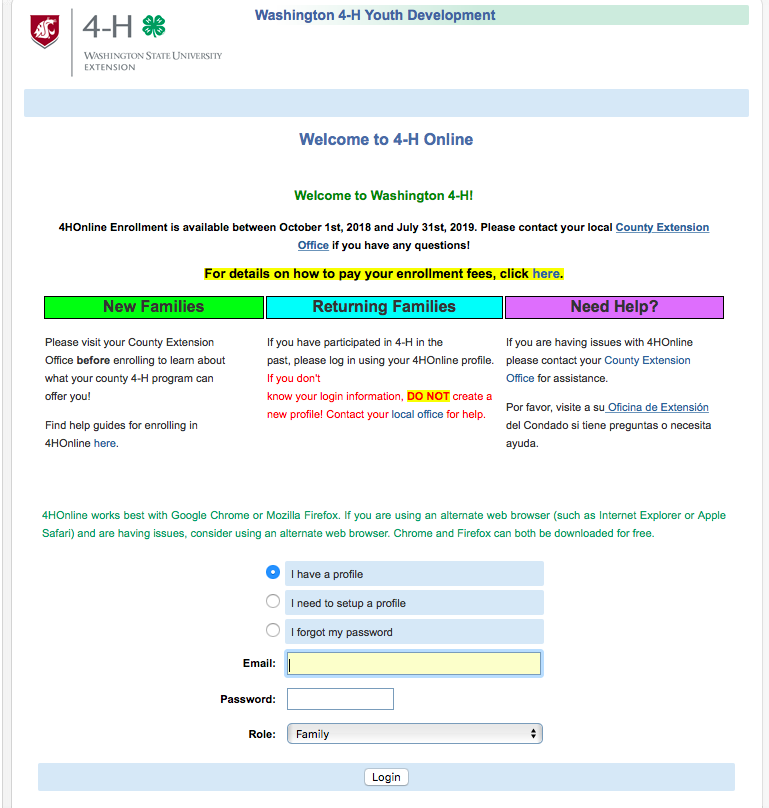 Washington 4-H Youth Development
4-H
WASHINGTON STATE UNIVERSITY
EXTENSION
Welcome to 4-H Online
Welcome to Washington 4-H!
4HOnline Enrollment is available between October 1st, 2018 and July 31st, 2019. Please contact your local County Extension
Office if you have any questions!
For details on how to pay your enrollment fees, click here.
New Families
Please visit your County Extension
Office before enrolling to learn about
what your county 4-H program can
offer you!
Find help guides for enrolling in
4HOnline here.
Returning Families
If you have participated in 4-H in the
past, please log in using your 4HOnline profile.
If you don't
know your login information, DO NOT create a
new profile! Contact your local office for help.
Need Help?
If you are having issues with 4HOnline
please contact your County Extension
Office for assistance.
Por favor, visite a su Oficina de Extensión
del Condado si tiene preguntas o necesita
ayuda.
4HOnline works best with Google Chrome or Mozilla Firefox. If you are using an alternate web browser (such as Internet Explorer or Apple
Safari) and are having issues, consider using an alternate web browser. Chrome and Firefox can both be downloaded for free.
I have a profile
I need to setup a profile
I forgot my password
Email:
Password:
Role: Family
Login